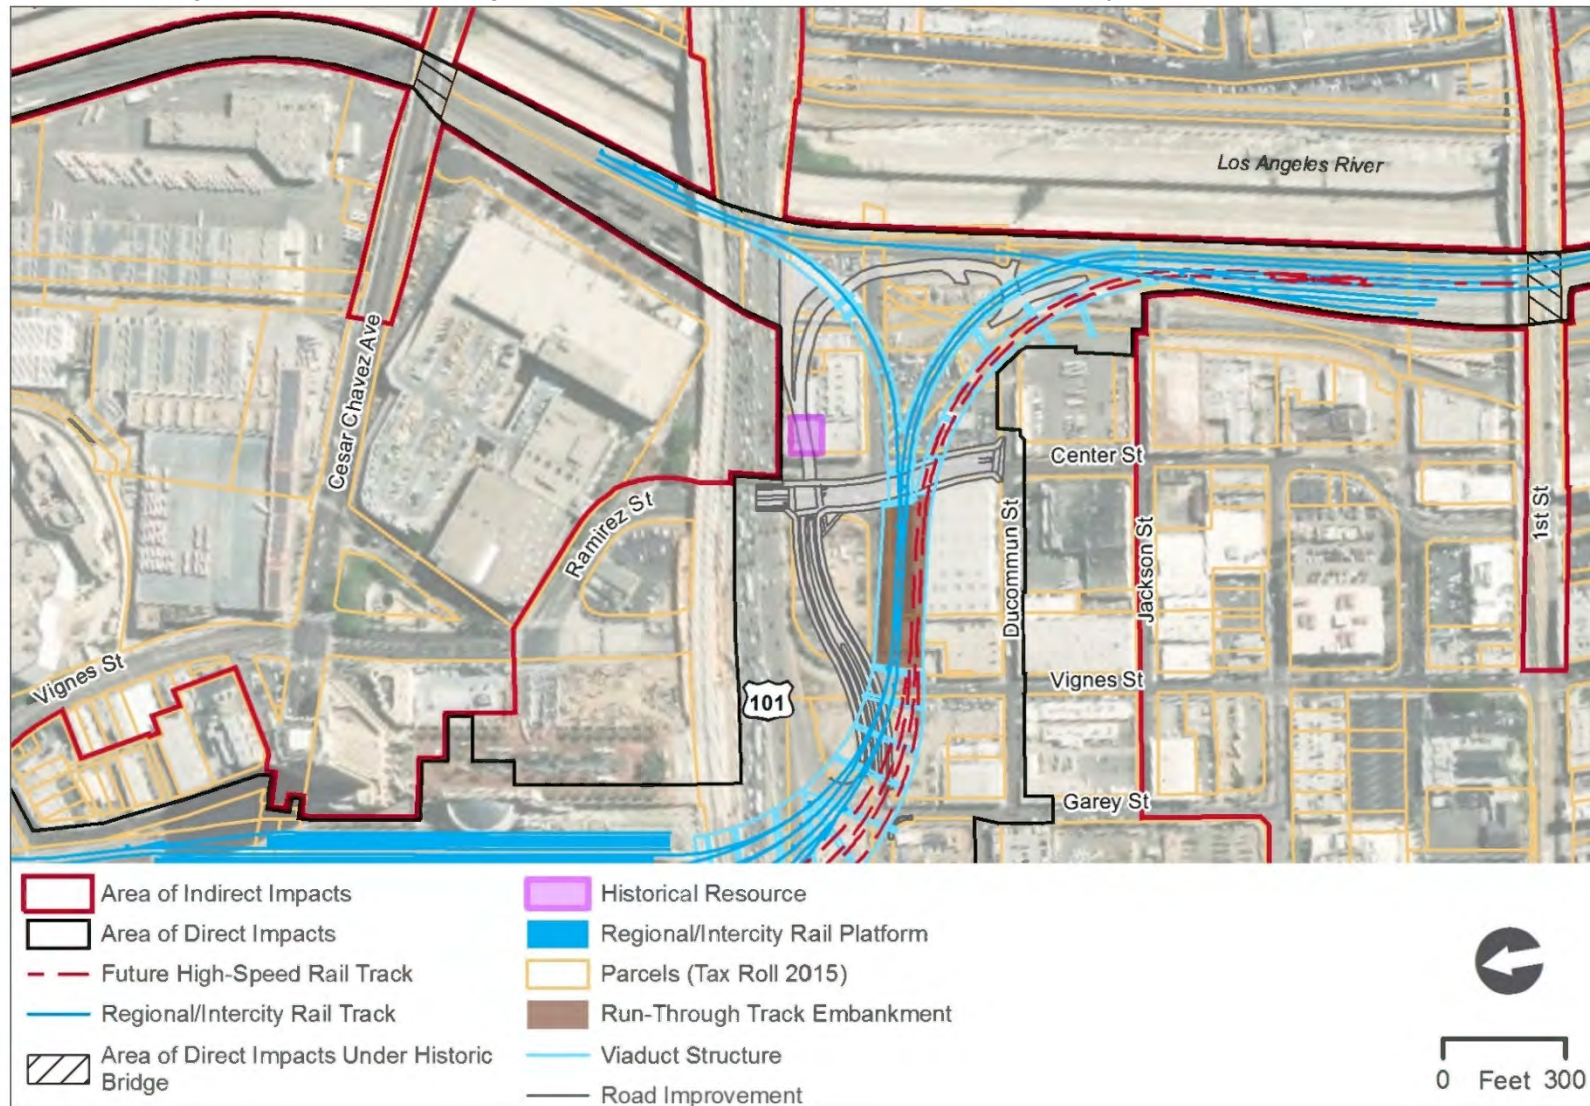 Los Angeles River
Cesar Chavez Ave
Ramirez St
Center St
Ducommun St
Jackson St
1st St
Vignes St
Vignes St
101
Garey St
Area of Indirect Impacts
Area of Direct Impacts
Future High-Speed Rail Track
Regional/Intercity Rail Track
Area of Direct Impacts Under Historic
Bridge
Historical Resource
Regional/Intercity Rail Platform
Parcels (Tax Roll 2015)
Run-Through Track Embankment
Viaduct Structure
Road Improvement
0 Feet 300